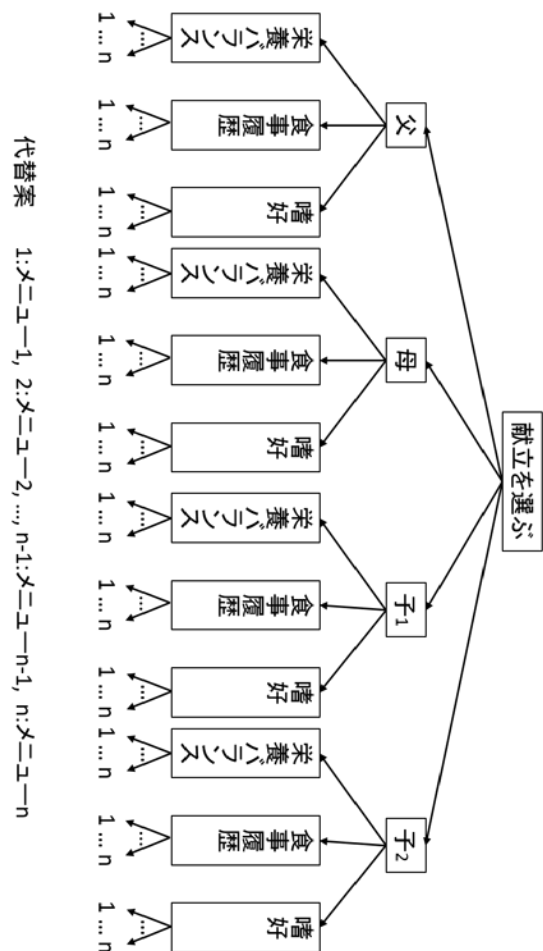 献立を選ぶ
父
母
子1
子2
栄養バランス
食事履歴
嗜好
栄養バランス
食事履歴
嗜好
栄養バランス
食事履歴
嗜好
栄養バランス
食事履歴
嗜好
... ... ... ... ... ... ... ... ... ... ... ...
1 ... n 1 ... n 1 ... n 1 ... n 1 ... n 1 ... n 1 ... n 1 ... n 1 ... n 1 ... n 1 ... n 1 ... n
代替案 1:メニュー1, 2:メニュー2, ..., n-1:メニューn-1, n:メニューn